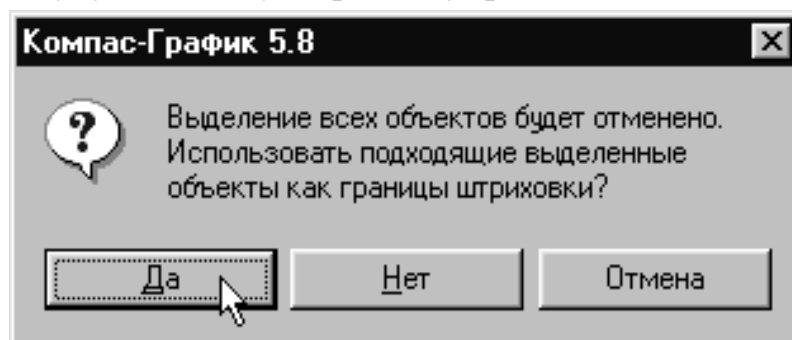 Компас-График 5.8
Выделение всех объектов будет отменено.
Использовать подходящие выделенные
объекты как границы штриховки?
Да Нет Отмена